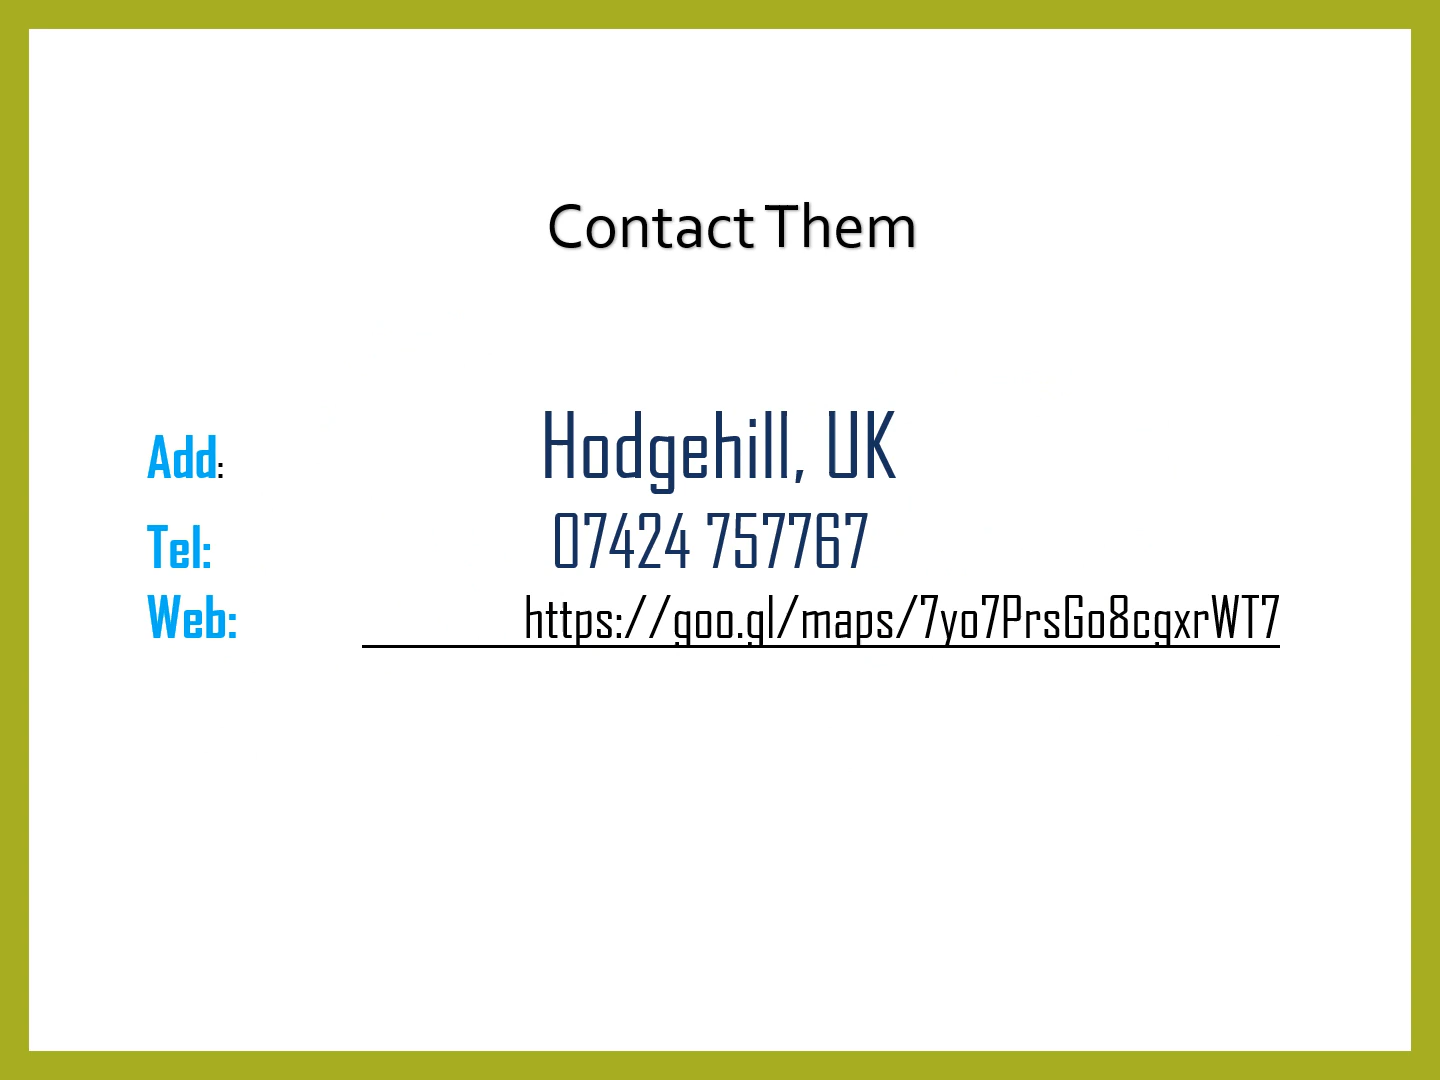 Contact Them
Add: Hodgehill, UK
Tel: 07424 757767
Web: https://goo.gl/maps/7yo7PrsGo8cgxrWT7